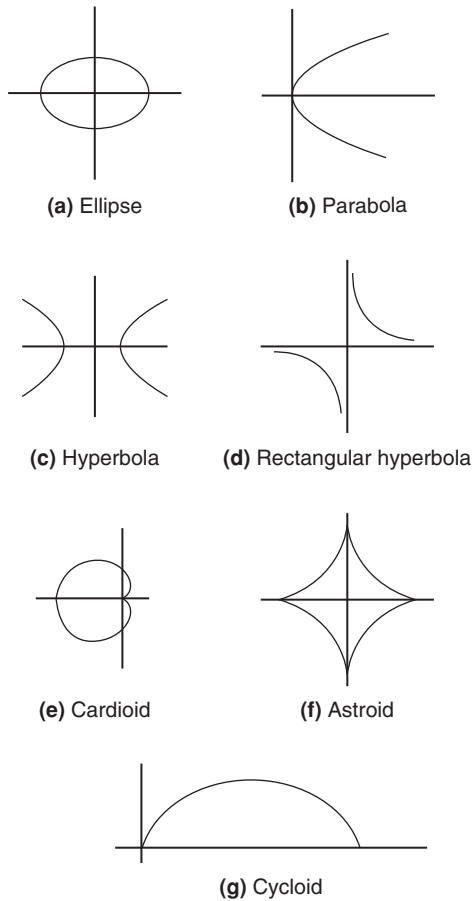 (a) Ellipse
(b) Parabola
(c) Hyperbola
(d) Rectangular hyperbola
(e) Cardioid
(f) Astroid
(g) Cycloid